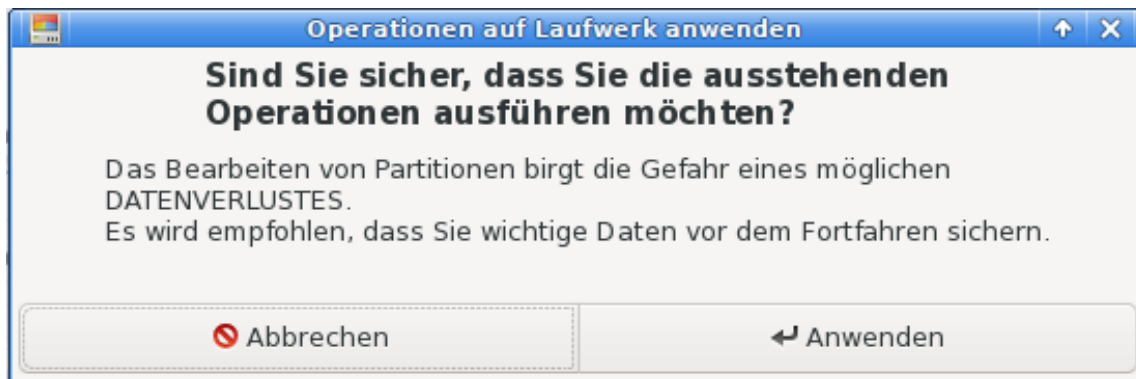 Operationen auf Laufwerk anwenden
Sind Sie sicher, dass Sie die ausstehenden
Operationen ausführen möchten?
Das Bearbeiten von Partitionen birgt die Gefahr eines möglichen
DATENVERLUSTES.
Es wird empfohlen, dass Sie wichtige Daten vor dem Fortfahren sichern.
Abbrechen
Anwenden